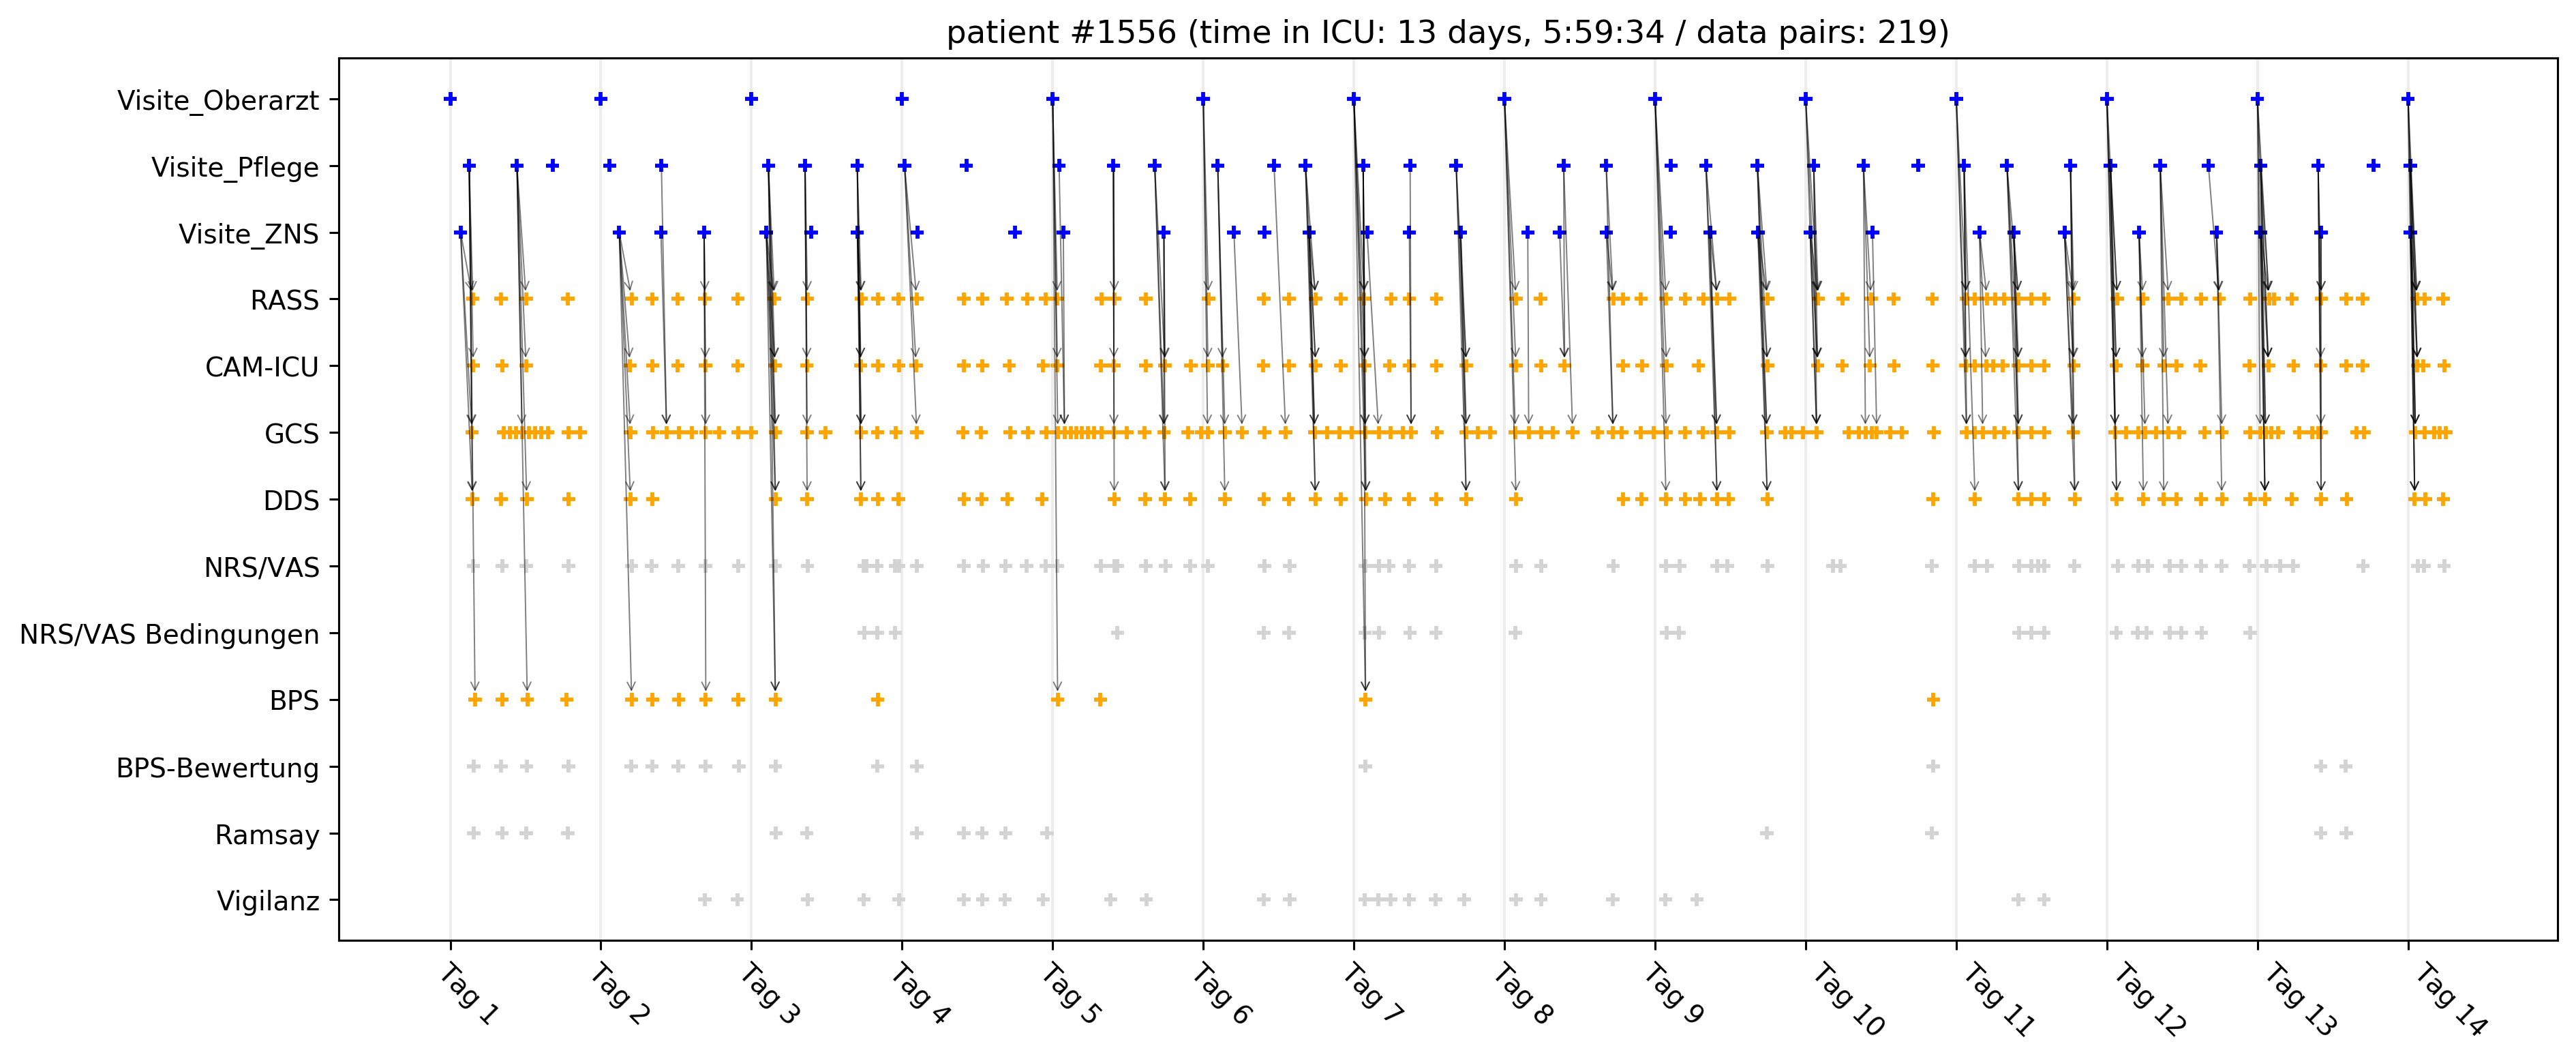 patient #1556 (time in ICU: 13 days, 5:59:34 / data pairs: 219)
Visite_Oberarzt
Visite_Pflege
Visite_ZNS
RASS
CAM-ICU
GCS
DDS
NRS/VAS
NRS/VAS Bedingungen
BPS
BPS-Bewertung
Ramsay
Vigilanz
Tag 1
Tag 2
Tag 3
Tag 4
Tag 5
Tag 6
Tag 7
Tag 8
Tag 9
Tag 10
Tag 11
Tag 12
Tag 13
Tag 14